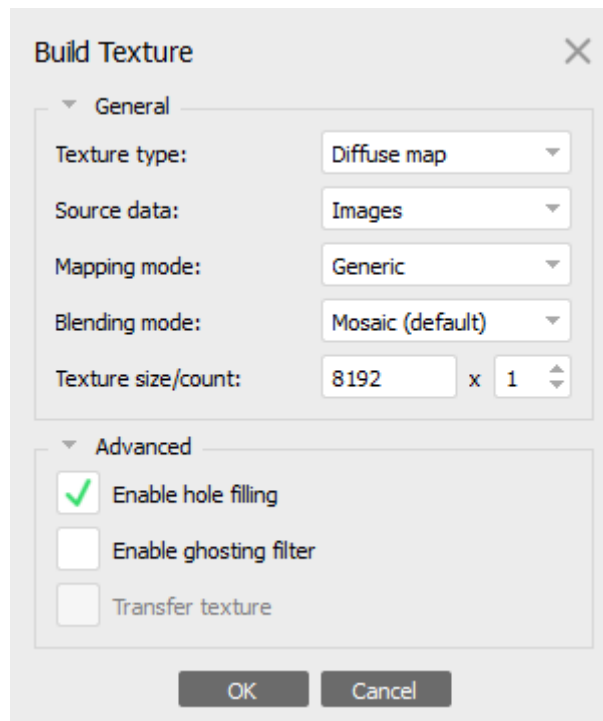 Build Texture
General
Texture type: Diffuse map
Source data: Images
Mapping mode: Generic
Blending mode: Mosaic (default)
Texture size/count: 8192 x 1
Advanced
Enable hole filling
Enable ghosting filter
Transfer texture
OK Cancel